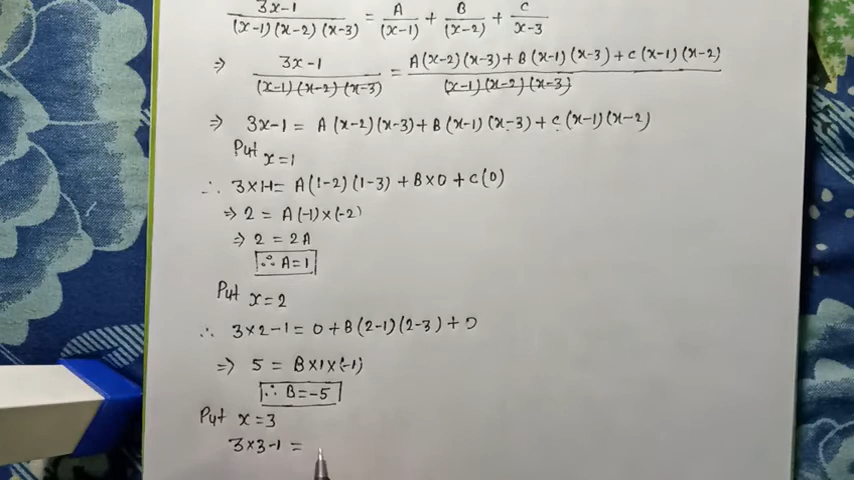 3x-1/(x-1)(x-2)(x-3) = A/(x-1) + B/(x-2) + C/x-3
⇒ 3x-1/(x-1)(x-2)(x-3) = A(x-2)(x-3)+B(x-1)(x-3)+C(x-1)(x-2)/(x-1)(x-2)(x-3)
⇒ 3x-1 = A(x-2)(x-3)+B(x-1)(x-3)+C(x-1)(x-2)
Put x=1
∴ 3×1-1= A(1-2)(1-3)+B×0+C(0)
⇒ 2 = A(-1)×(-2)
⇒ 2 = 2A
∴ A=1
Put x=2
∴ 3×2-1=0+B(2-1)(2-3)+0
⇒ 5 = B×1×(-1)
∴ B=-5
Put x=3
3×3-1 =